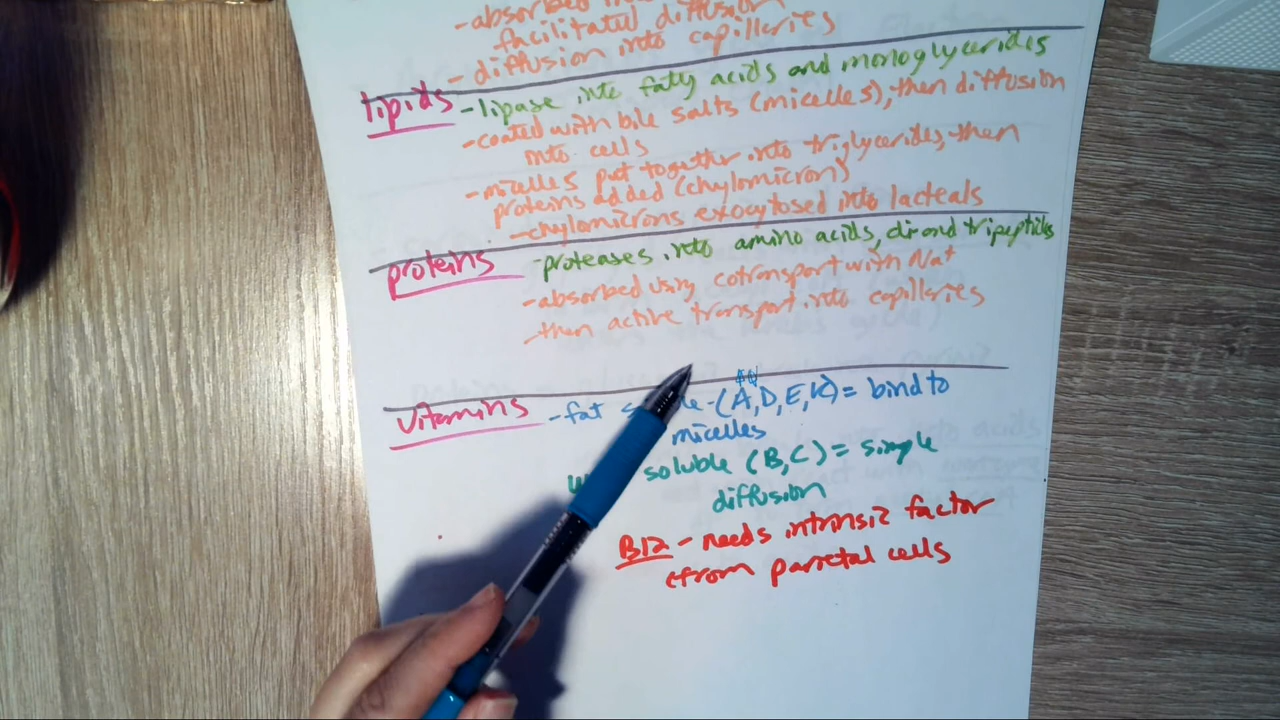 - absorbed
facilitated diffusion
- diffusion into capillaries
lipids - lipase into fatty acids and monoglycerides
- coated with bile salts (micelles), then diffusion
into cells
- micelles put together into triglycerides, then
proteins added (chylomicron)
- chylomicrons exocytosed into lacteals
proteins - proteases into amino acids, di and tripeptides
- absorbed using cotransport with Na+
- then active transport into capillaries
vitamins - fat (A, D, E, K) = bind to
micelles
soluble (B, C) = simple
diffusion
B12 - needs intrinsic factor
from parietal cells